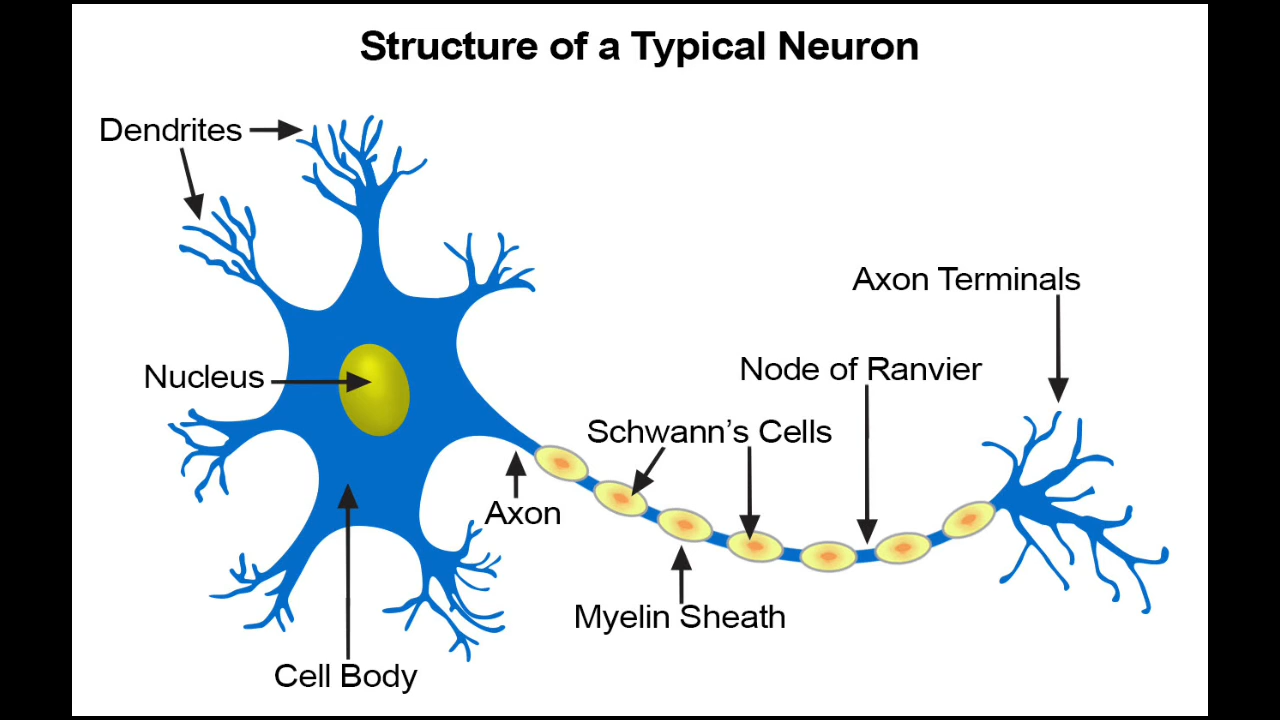 Structure of a Typical Neuron
Dendrites
Axon Terminals
Node of Ranvier
Nucleus
Schwann’s Cells
Axon
Myelin Sheath
Cell Body